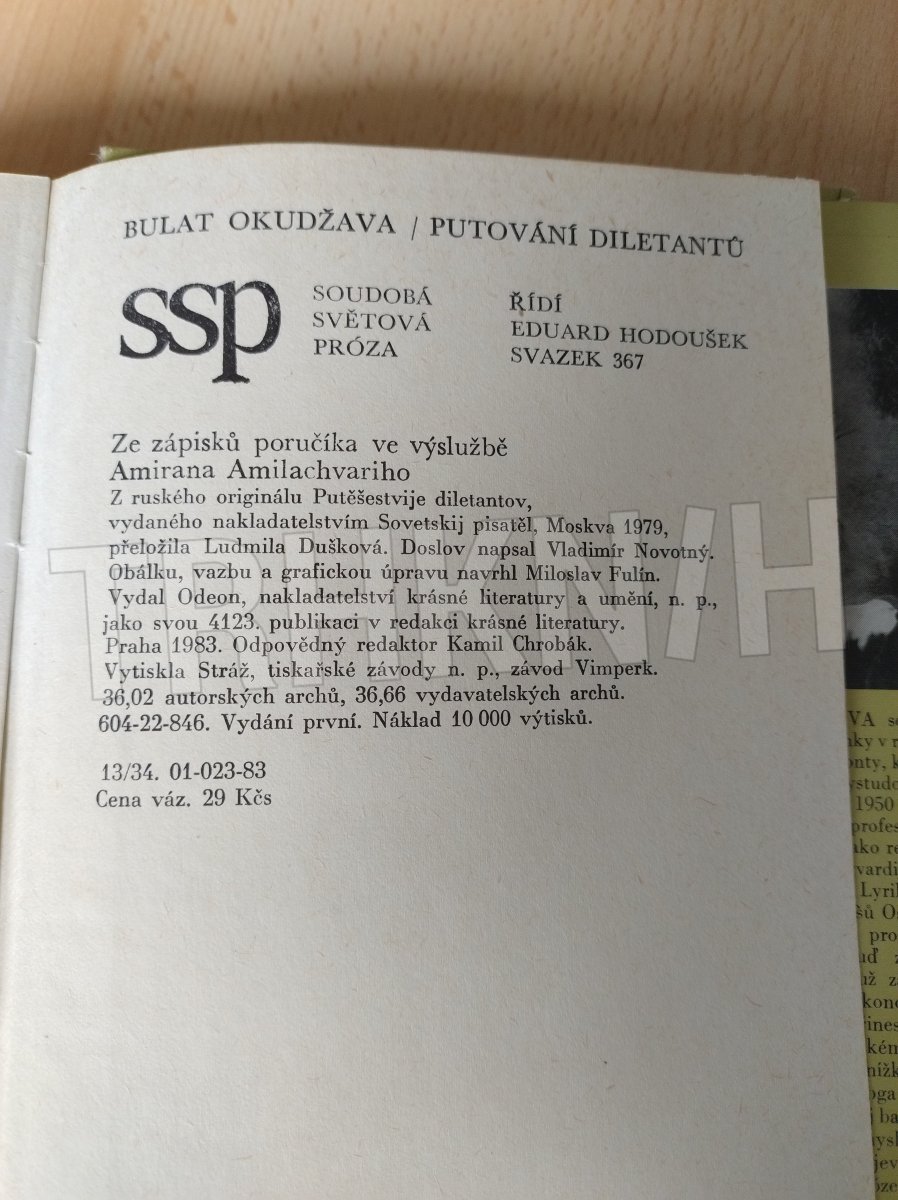 BULAT OKUDŽAVA / PUTOVÁNÍ DILETANTŮ
ssp
SOUDOBÁ
SVĚTOVÁ
PRÓZA
ŘÍDÍ
EDUARD HODOUŠEK
SVAZEK 367
Ze zápisků poručíka ve výslužbě
Amirana Amilachvariho
Z ruského originálu Putěšestvije diletantov,
vydaného nakladatelstvím Sovetskij pisatěl, Moskva 1979,
přeložila Ludmila Dušková. Doslov napsal Vladimír Novotný.
Obálku, vazbu a grafickou úpravu navrhl Miloslav Fulín.
Vydal Odeon, nakladatelství krásné literatury a umění, n. p.,
jako svou 4123. publikaci v redakci krásné literatury.
Praha 1983. Odpovědný redaktor Kamil Chrobák.
Vytiskla Stráž, tiskařské závody n. p., závod Vimperk.
36,02 autorských archů, 36,66 vydavatelských archů.
604-22-846. Vydání první. Náklad 10 000 výtisků.
13/34. 01-023-83
Cena váz. 29 Kčs
1950